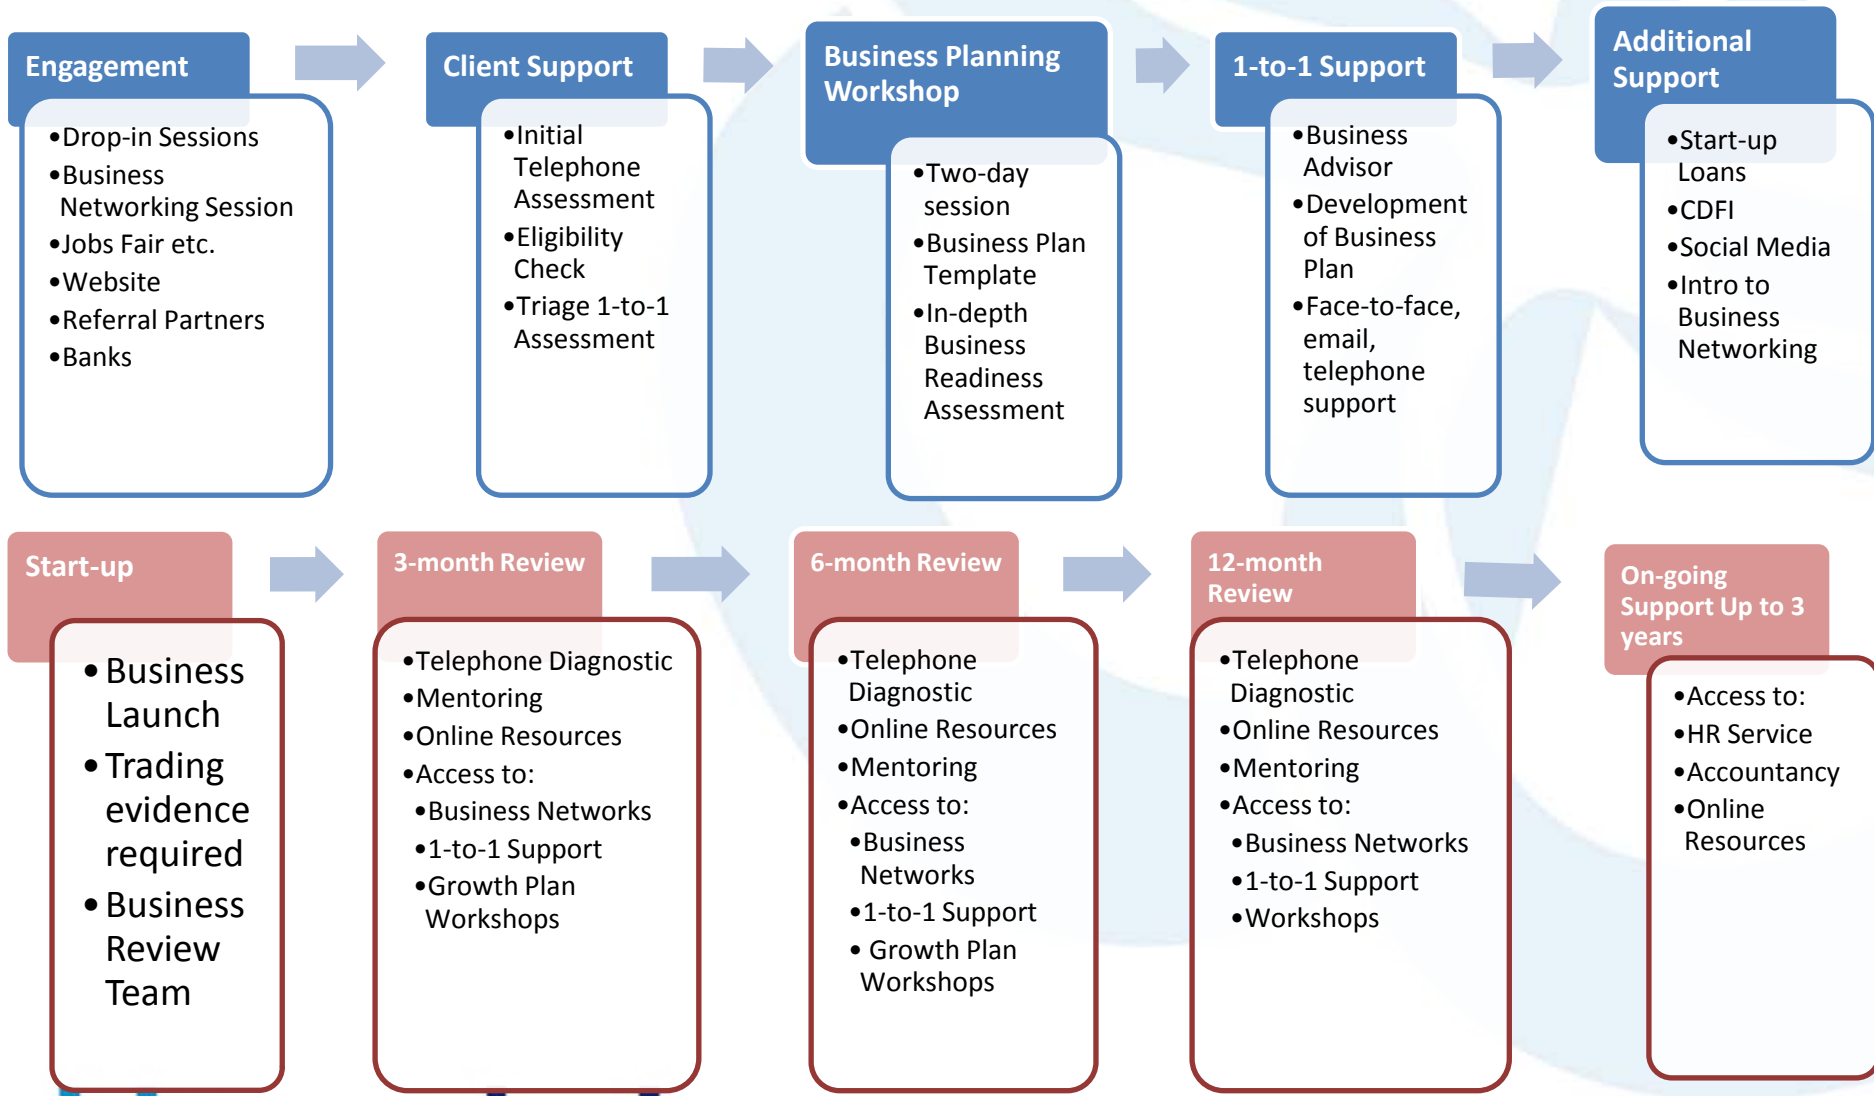 Engagement
•Drop-in Sessions
•Business
Networking Session
•Jobs Fair etc.
•Website
•Referral Partners
•Banks
Client Support
•Initial
Telephone
Assessment
•Eligibility
Check
•Triage 1-to-1
Assessment
Business Planning
Workshop
•Two-day
session
•Business Plan
Template
•In-depth
Business
Readiness
Assessment
1-to-1 Support
•Business
Advisor
•Development
of Business
Plan
•Face-to-face,
email,
telephone
support
Additional
Support
•Start-up
Loans
•CDFI
•Social Media
•Intro to
Business
Networking
Start-up
•Business
Launch
•Trading
evidence
required
•Business
Review
Team
3-month Review
•Telephone Diagnostic
•Mentoring
•Online Resources
•Access to:
•Business Networks
•1-to-1 Support
•Growth Plan
Workshops
6-month Review
•Telephone
Diagnostic
•Online Resources
•Mentoring
•Access to:
•Business
Networks
•1-to-1 Support
• Growth Plan
Workshops
12-month
Review
•Telephone
Diagnostic
•Online Resources
•Mentoring
•Access to:
•Business Networks
•1-to-1 Support
•Workshops
On-going
Support Up to 3
years
•Access to:
•HR Service
•Accountancy
•Online
Resources